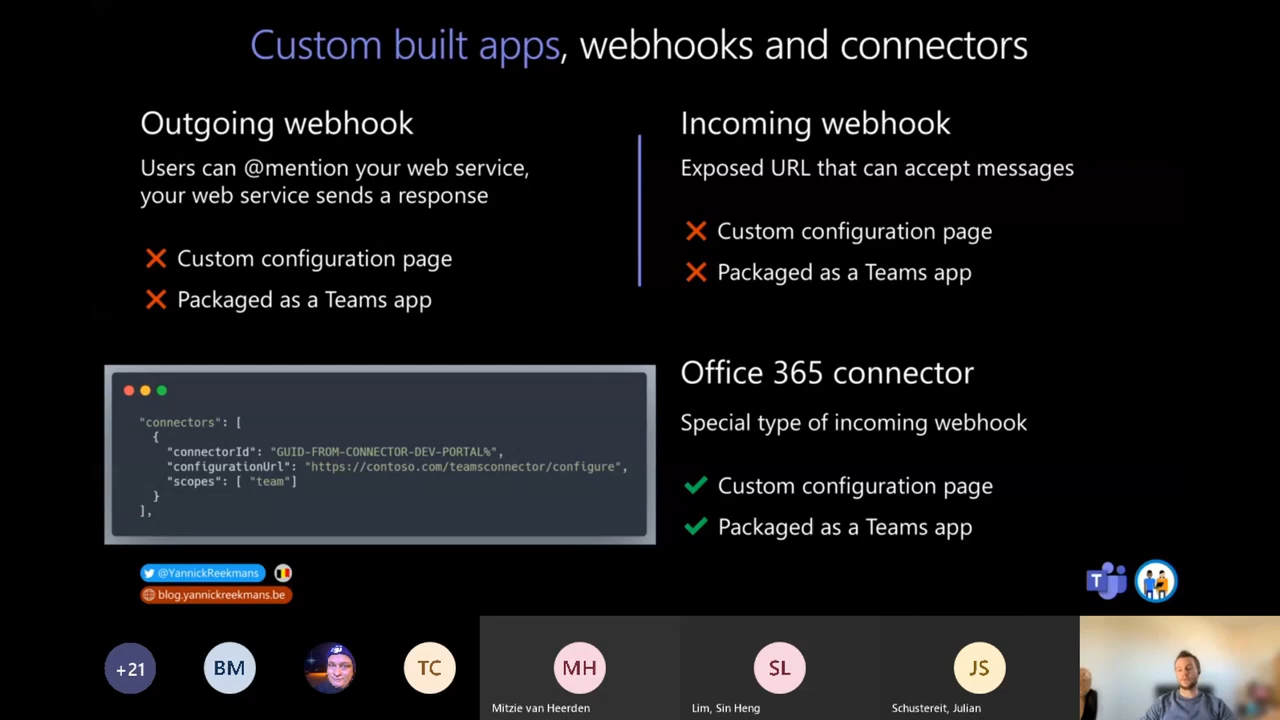 Custom built apps, webhooks and connectors
Outgoing webhook
Users can @mention your web service,
your web service sends a response
Custom configuration page
Packaged as a Teams app
Incoming webhook
Exposed URL that can accept messages
Custom configuration page
Packaged as a Teams app
"connectors": [
{
"connectorId": "GUID-FROM-CONNECTOR-DEV-PORTAL%",
"configurationUrl": "https://contoso.com/teamsconnector/configure",
"scopes": [ "team"]
}
],
Office 365 connector
Special type of incoming webhook
Custom configuration page
Packaged as a Teams app
@YannickReekmans
blog.yannickreekmans.be
T
+21
BM
TC
MH
Mitzie van Heerden
SL
Lim, Sin Heng
JS
Schustereit, Julian